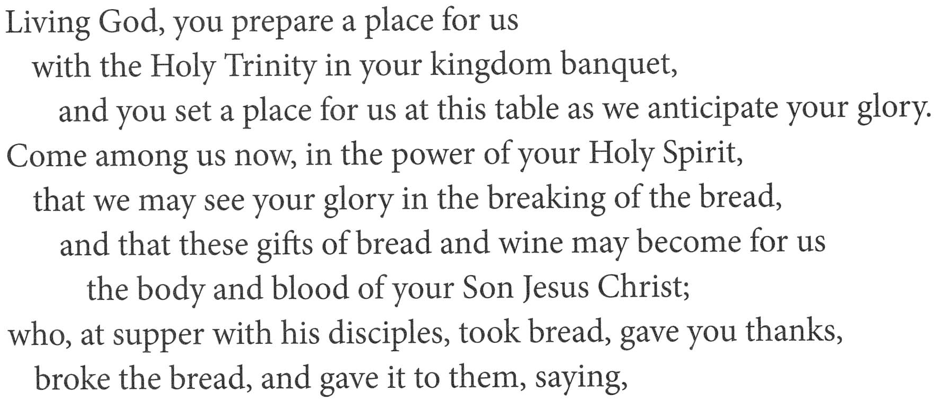 Living God, you prepare a place for us
with the Holy Trinity in your kingdom banquet,
and you set a place for us at this table as we anticipate your glory.
Come among us now, in the power of your Holy Spirit,
that we may see your glory in the breaking of the bread,
and that these gifts of bread and wine may become for us
the body and blood of your Son Jesus Christ;
who, at supper with his disciples, took bread, gave you thanks,
broke the bread, and gave it to them, saying,